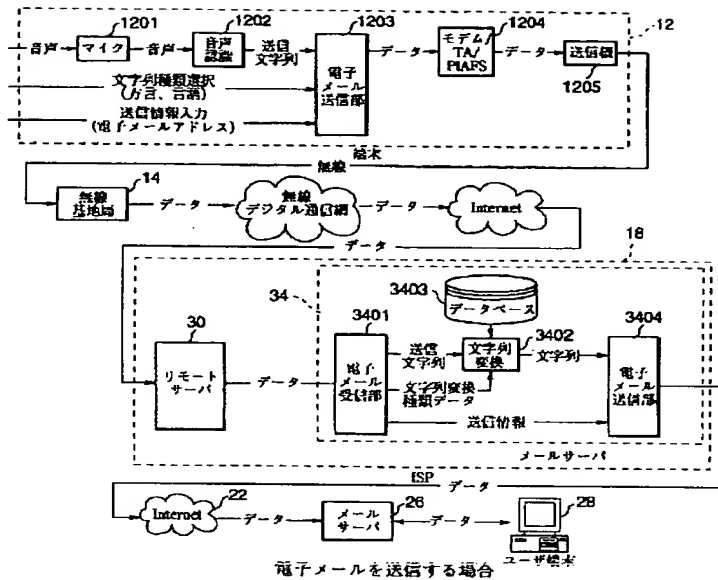 1201
1202
1203
1204
12
音声
マイク
音声
音声
認識
送信
文字列
データ
モデム/
TA/
PIAFS
データ
送信機
1205
文字列種類選択
(方言、言語)
電子
メール
送信部
送信情報入力
(電子メールアドレス)
端末
無線
14
無線
基地局
データ
無線
デジタル通信網
データ
Internet
データ
18
34
3403
データベース
30
3401
3402
3404
リモート
サーバ
データ
電子
メール
受信部
送信
文字列
文字列
変換
文字列
文字列変換
種類データ
電子
メール
送信部
送信情報
メールサーバ
ISP
データ
22
Internet
データ
26
メール
サーバ
データ
28
ユーザ端末
電子メールを送信する場合